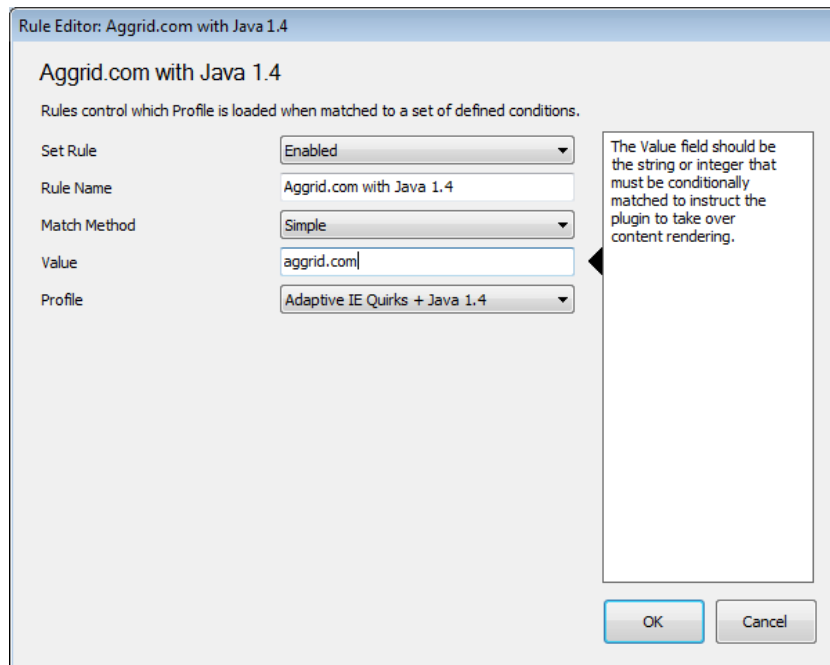 Rule Editor: Aggrid.com with Java 1.4
Aggrid.com with Java 1.4
Rules control which Profile is loaded when matched to a set of defined conditions.
Set Rule
Enabled
Rule Name
Aggrid.com with Java 1.4
Match Method
Simple
Value
aggrid.com
Profile
Adaptive IE Quirks + Java 1.4
The Value field should be
the string or integer that
must be conditionally
matched to instruct the
plugin to take over
content rendering.
OK
Cancel